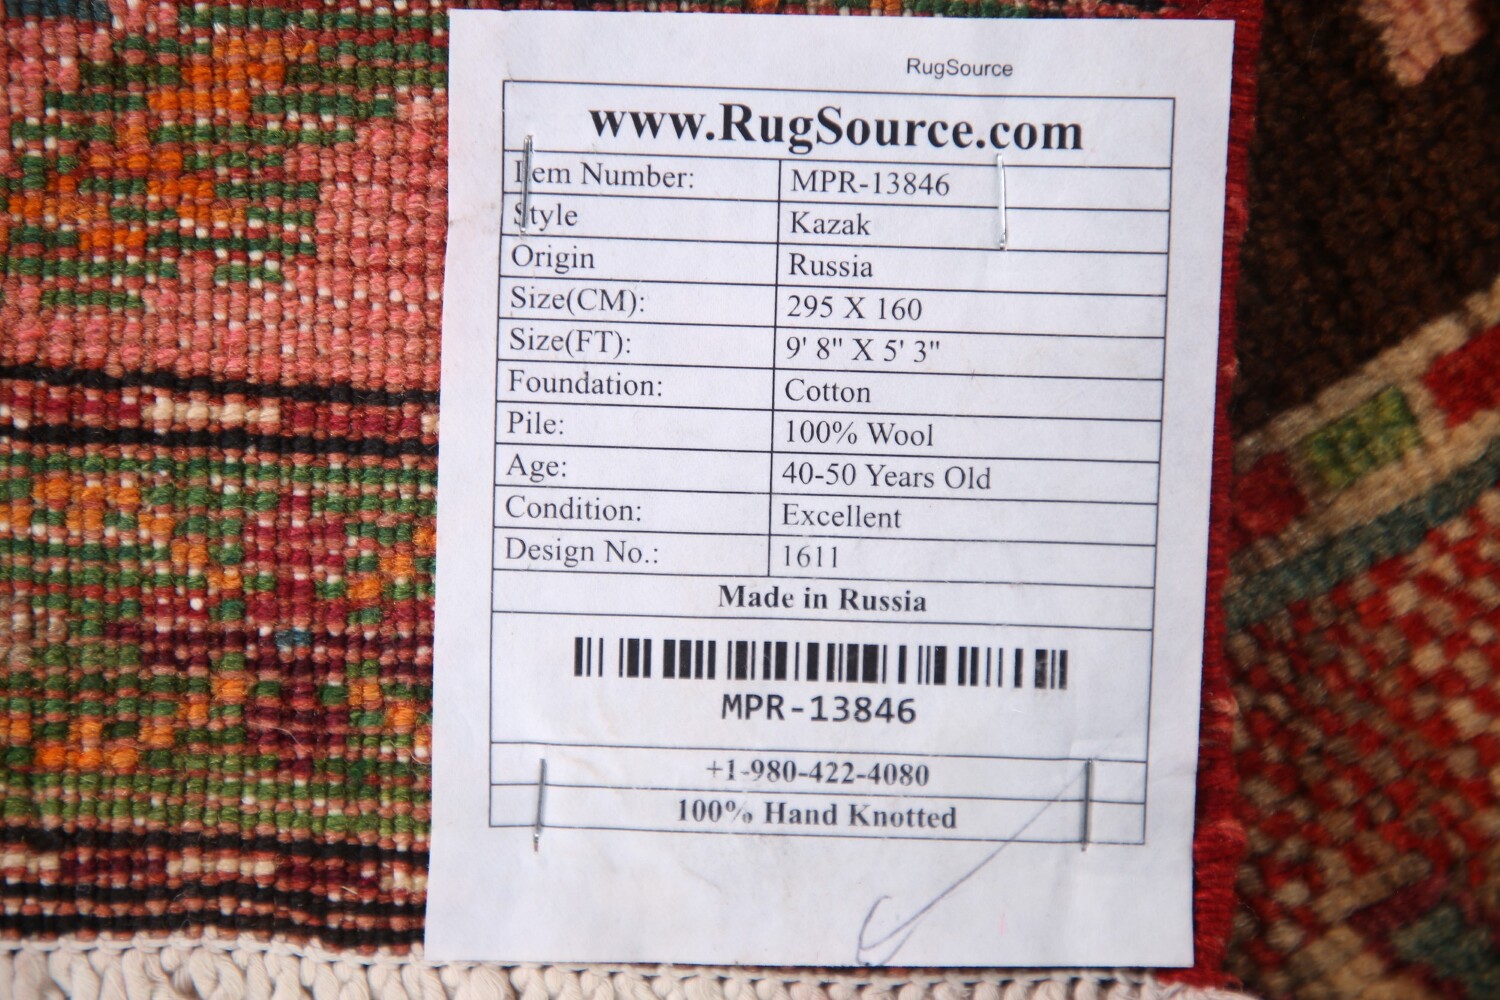 RugSource
www.RugSource.com
Item Number: MPR-13846
Style Kazak
Origin Russia
Size(CM): 295 X 160
Size(FT): 9' 8" X 5' 3"
Foundation: Cotton
Pile: 100% Wool
Age: 40-50 Years Old
Condition: Excellent
Design No.: 1611
Made in Russia
MPR-13846
+1-980-422-4080
100% Hand Knotted